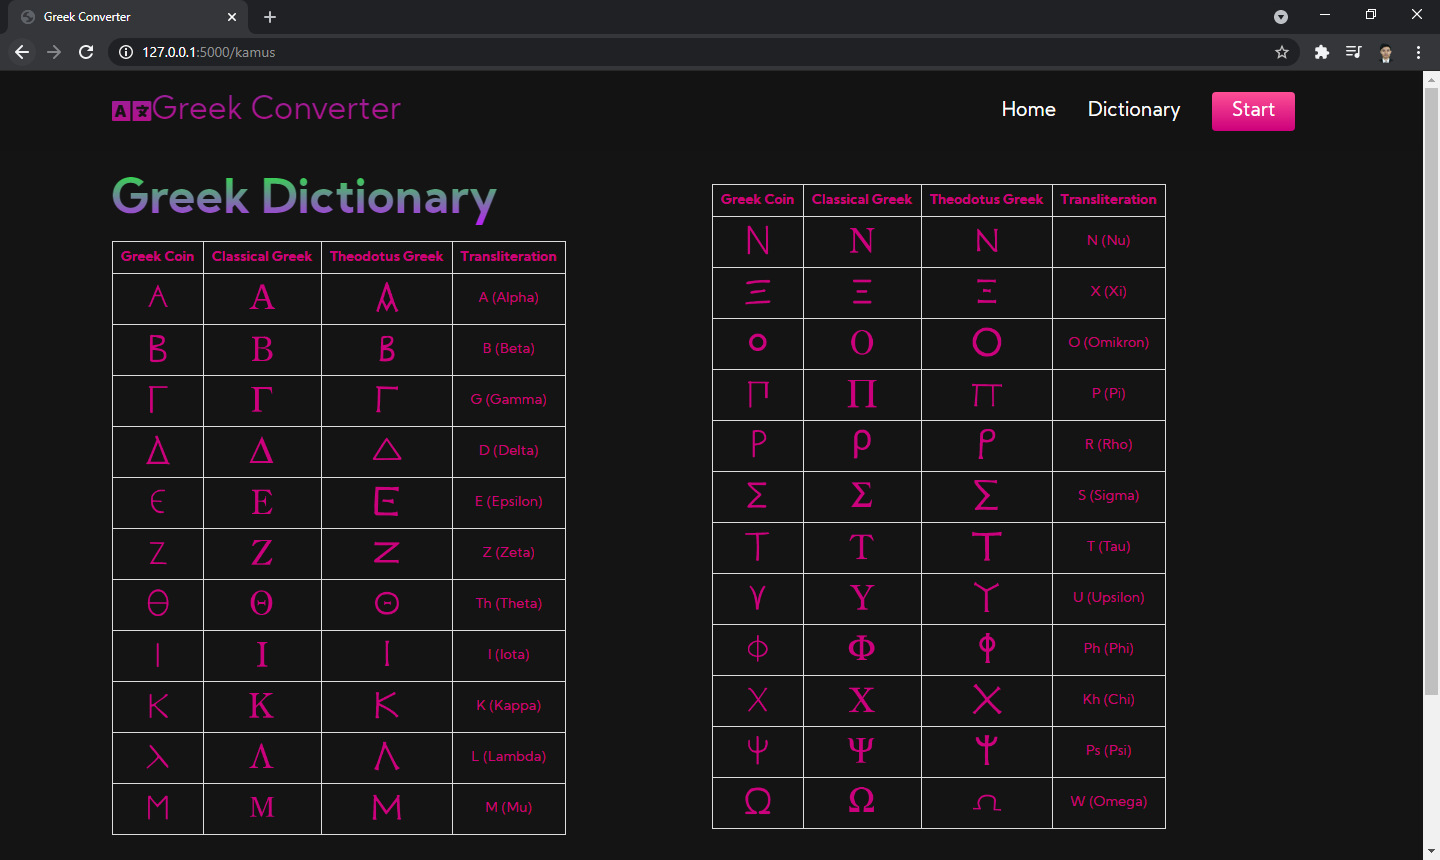 Greek Converter
127.0.0.1:5000/kamus
Greek Converter
Home Dictionary Start
Greek Dictionary
Greek Coin Classical Greek Theodotus Greek Transliteration
Α Α Α A (Alpha)
Β Β Β B (Beta)
Γ Γ Γ G (Gamma)
Δ Δ Δ D (Delta)
Ε Ε Ε E (Epsilon)
Ζ Ζ Ζ Z (Zeta)
Θ Θ Θ Th (Theta)
Ι Ι Ι I (Iota)
Κ Κ Κ K (Kappa)
Λ Λ Λ L (Lambda)
Μ Μ Μ M (Mu)
Greek Coin Classical Greek Theodotus Greek Transliteration
Ν Ν Ν N (Nu)
Ξ Ξ Ξ X (Xi)
Ο Ο Ο O (Omikron)
Π Π Π P (Pi)
Ρ ρ Ρ R (Rho)
Σ Σ Σ S (Sigma)
Τ Τ Τ T (Tau)
Υ Υ Υ U (Upsilon)
Φ Φ Φ Ph (Phi)
Χ Χ Χ Kh (Chi)
Ψ Ψ Ψ Ps (Psi)
Ω Ω Ω W (Omega)